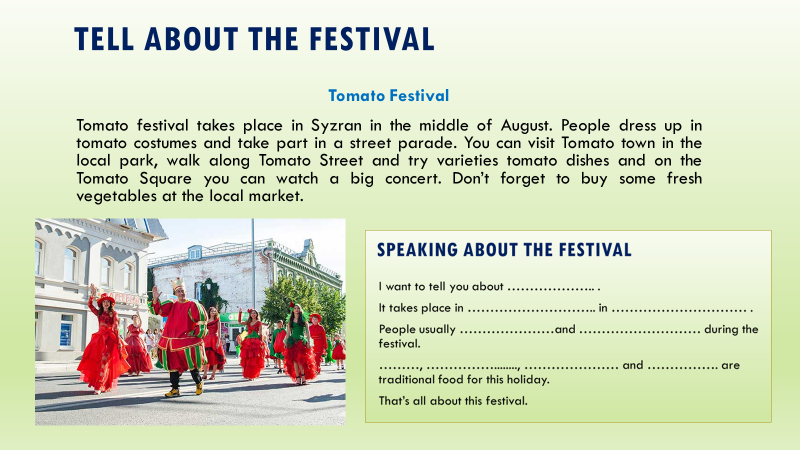 TELL ABOUT THE FESTIVAL
Tomato Festival
Tomato festival takes place in Syzran in the middle of August. People dress up in
tomato costumes and take part in a street parade. You can visit Tomato town in the
local park, walk along Tomato Street and try varieties tomato dishes and on the
Tomato Square you can watch a big concert. Don't forget to buy some fresh
vegetables at the local market.
SPEAKING ABOUT THE FESTIVAL
I want to tell you about ……………….. .
It takes place in ………………………. in ………………………… .
People usually …………………and ……………………… during the
festival.
………, ……………........, ………………… and ……………. are
traditional food for this holiday.
That's all about this festival.